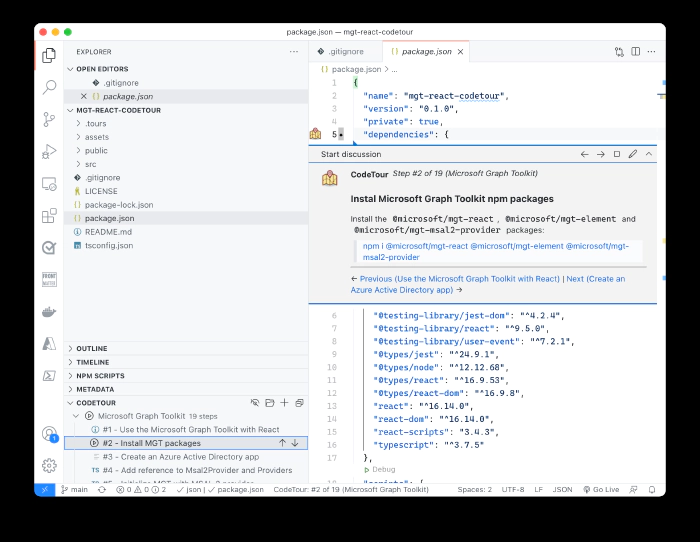 package.json — mgt-react-codetour
EXPLORER
OPEN EDITORS
.gitignore
package.json
MGT-REACT-CODETOUR
.tours
assets
public
src
.gitignore
LICENSE
package-lock.json
package.json
README.md
tsconfig.json
OUTLINE
TIMELINE
NPM SCRIPTS
METADATA
CODETOUR
Microsoft Graph Toolkit 19 steps
#1 - Use the Microsoft Graph Toolkit with React
#2 - Install MGT packages
#3 - Create an Azure Active Directory app
TS #4 - Add reference to Msal2Provider and Providers
.gitignore
{} package.json
{} package.json > ...
1 {
2 "name": "mgt-react-codetour",
3 "version": "0.1.0",
4 "private": true,
5 "dependencies": {
Start discussion
CodeTour Step #2 of 19 (Microsoft Graph Toolkit)
Instal Microsoft Graph Toolkit npm packages
Install the @microsoft/mgt-react , @microsoft/mgt-element and
@microsoft/mgt-msal2-provider packages:
npm i @microsoft/mgt-react @microsoft/mgt-element @microsoft/mgt-
msal2-provider
← Previous (Use the Microsoft Graph Toolkit with React) | Next (Create an
Azure Active Directory app) →
6 "@testing-library/jest-dom": "^4.2.4",
7 "@testing-library/react": "^9.5.0",
8 "@testing-library/user-event": "^7.2.1",
9 "@types/jest": "^24.9.1",
10 "@types/node": "^12.12.68",
11 "@types/react": "^16.9.53",
12 "@types/react-dom": "^16.9.8",
13 "react": "^16.14.0",
14 "react-dom": "^16.14.0",
15 "react-scripts": "3.4.3",
16 "typescript": "^3.7.5"
17 },
Debug
FRONT MATTER
1
main 0 0 2 json | package.json CodeTour: #2 of 19 (Microsoft Graph Toolkit) Spaces: 2 UTF-8 LF JSON Go Live